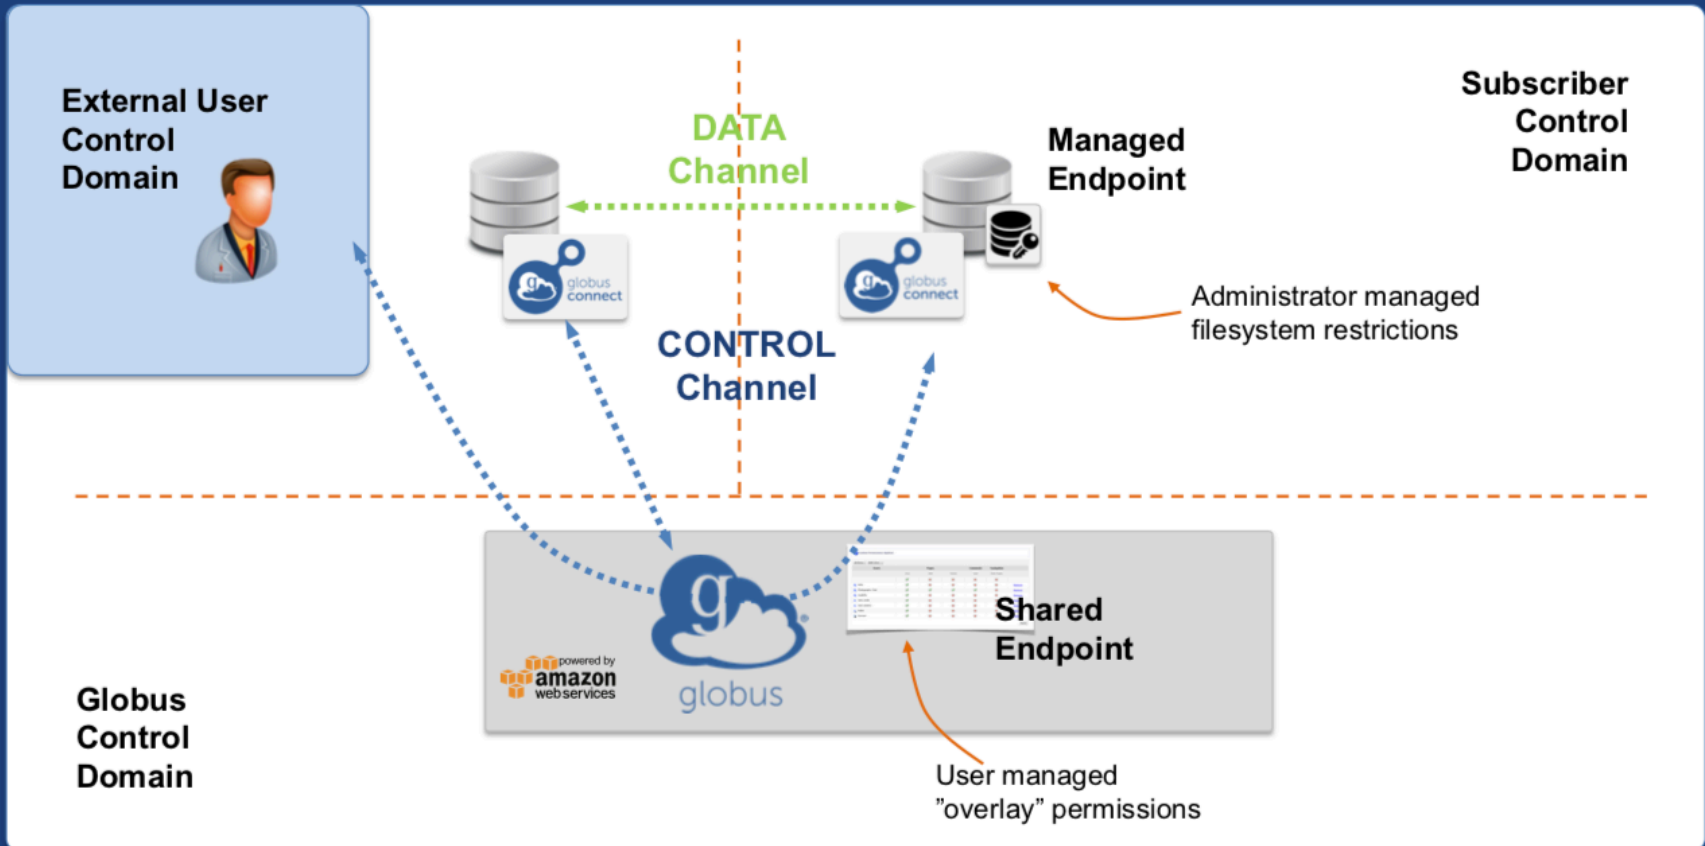 External User
Control
Domain
DATA
Channel
Managed
Endpoint
Subscriber
Control
Domain
globus
connect
globus
connect
Administrator managed
filesystem restrictions
CONTROL
Channel
Shared
Endpoint
powered by
amazon
webservices
g
globus
®
Globus
Control
Domain
User managed
”overlay” permissions